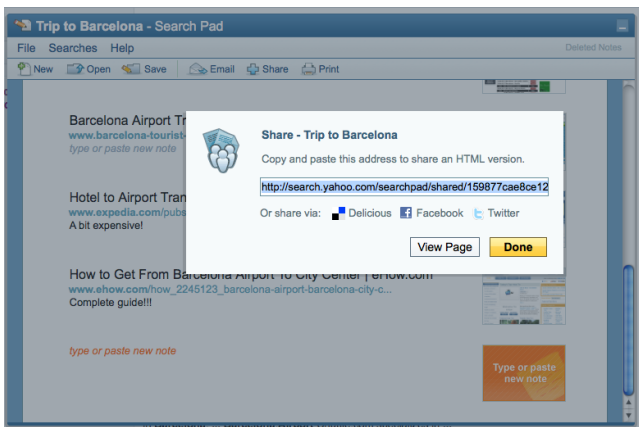 Trip to Barcelona - Search Pad
File Searches Help
Deleted Notes
New Open Save Email Share Print
Barcelona Airport Tr
www.barcelona-tourist-
type or paste new note
Share - Trip to Barcelona
Copy and paste this address to share an HTML version.
http://search.yahoo.com/searchpad/shared/159877cae8ce12
Or share via: Delicious Facebook Twitter
View Page Done
Hotel to Airport Tran
www.expedia.com/pubs
A bit expensive!
How to Get From Barcelona Airport To City Center | eHow.com
www.ehow.com/how_2245123_barcelona-airport-barcelona-city-c...
Complete guide!!!
type or paste new note
Type or paste
new note